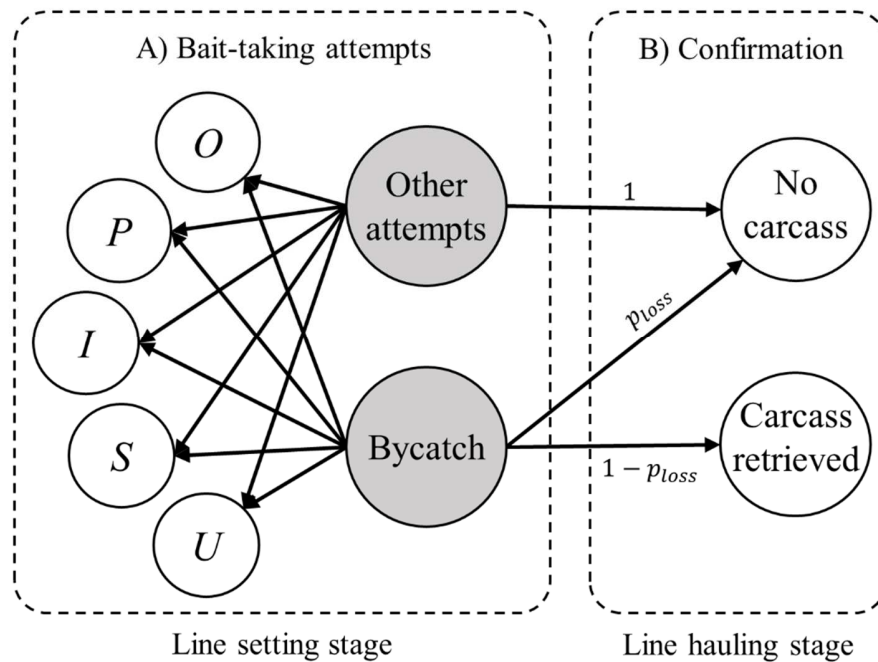 A) Bait-taking attempts
B) Confirmation
O
P
I
S
U
Other
attempts
Bycatch
1
p_loss
1 − p_loss
No
carcass
Carcass
retrieved
Line setting stage
Line hauling stage